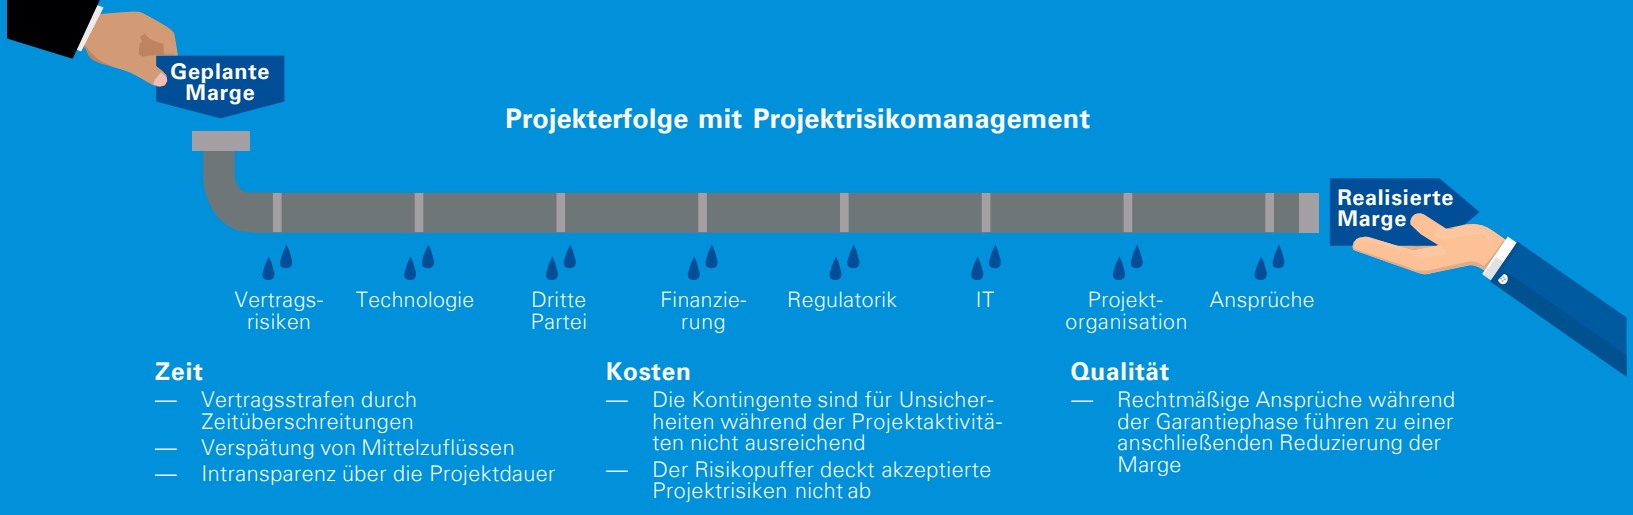 Geplante
Marge
Projekterfolge mit Projektrisikomanagement
Realisierte
Marge
Vertrags-
risiken
Technologie
Dritte
Partei
Finanzie-
rung
Regulatorik
IT
Projekt-
organisation
Ansprüche
Zeit
— Vertragsstrafen durch
Zeitüberschreitungen
— Verspätung von Mittelzuflüssen
— Intransparenz über die Projektdauer
Kosten
— Die Kontingente sind für Unsicher-
heiten während der Projektaktivitä-
ten nicht ausreichend
— Der Risikopuffer deckt akzeptierte
Projektrisiken nicht ab
Qualität
— Rechtmäßige Ansprüche während
der Garantiephase führen zu einer
anschließenden Reduzierung der
Marge